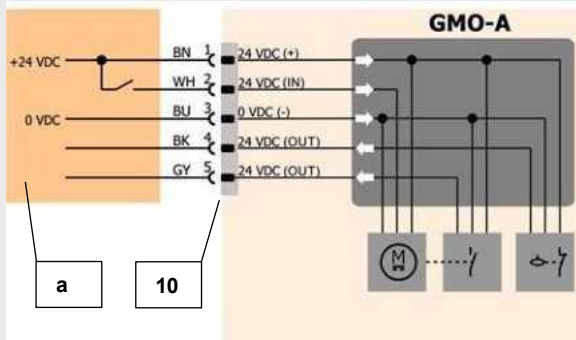 GMO-A
+24 VDC BN 1 24 VDC (+)
WH 2 24 VDC (IN)
0 VDC BU 3 0 VDC (-)
BK 4 24 VDC (OUT)
GY 5 24 VDC (OUT)
M
a 10